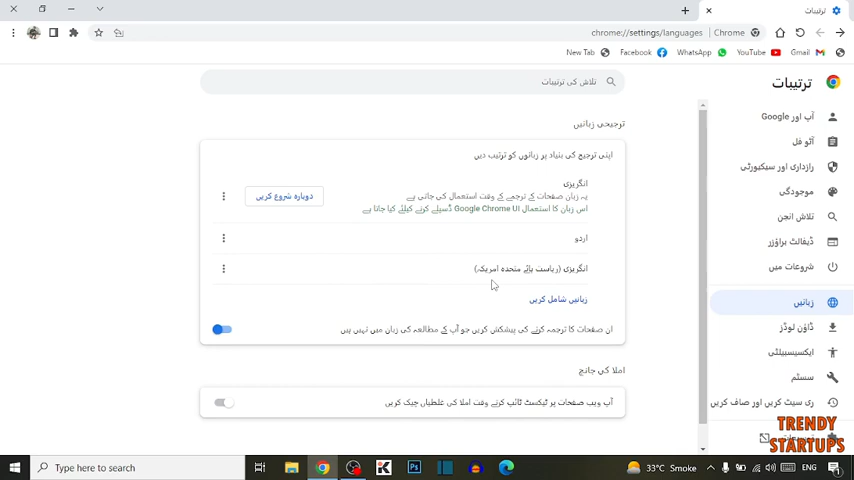 ترتیبات
chrome://settings/languages
Chrome
New Tab
Facebook
WhatsApp
YouTube
Gmail
ترتیبات
تلاش کی ترتیبات
آپ اور Google
آٹو فل
رازداری اور سیکیورٹی
موجودگی
تلاش انجن
ڈیفالٹ براؤزر
شروعات میں
زبانیں
ڈاؤن لوڈز
ایکسیسبیلٹی
سسٹم
ری سیٹ کریں اور صاف کریں
ترجیحی زبانیں
اپنی ترجیح کی بنیاد پر زبانوں کو ترتیب دیں
انگریزی
یہ زبان صفحات کے ترجمے کے وقت استعمال کی جاتی ہے
اس زبان کا استعمال Google Chrome UI ڈسپلے کرنے کیلئے کیا جاتا ہے
دوبارہ شروع کریں
اردو
انگریزی (ریاست ہائے متحدہ امریکہ)
زبانیں شامل کریں
ان صفحات کا ترجمہ کرنے کی پیشکش کریں جو آپ کے مطالعہ کی زبان میں نہیں ہیں
املا کی جانچ
آپ ویب صفحات پر ٹیکسٹ ٹائپ کرتے وقت املا کی غلطیاں چیک کریں
TRENDY
STARTUPS
Type here to search
K
Ps
33°C Smoke
ENG
1